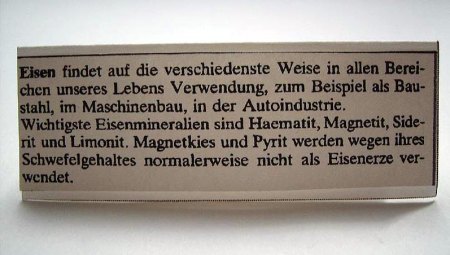 Eisen findet auf die verschiedenste Weise in allen Berei-
chen unseres Lebens Verwendung, zum Beispiel als Bau-
stahl, im Maschinenbau, in der Autoindustrie.
Wichtigste Eisenmineralien sind Haematit, Magnetit, Side-
rit und Limonit. Magnetkies und Pyrit werden wegen ihres
Schwefelgehaltes normalerweise nicht als Eisenerze ver-
wendet.